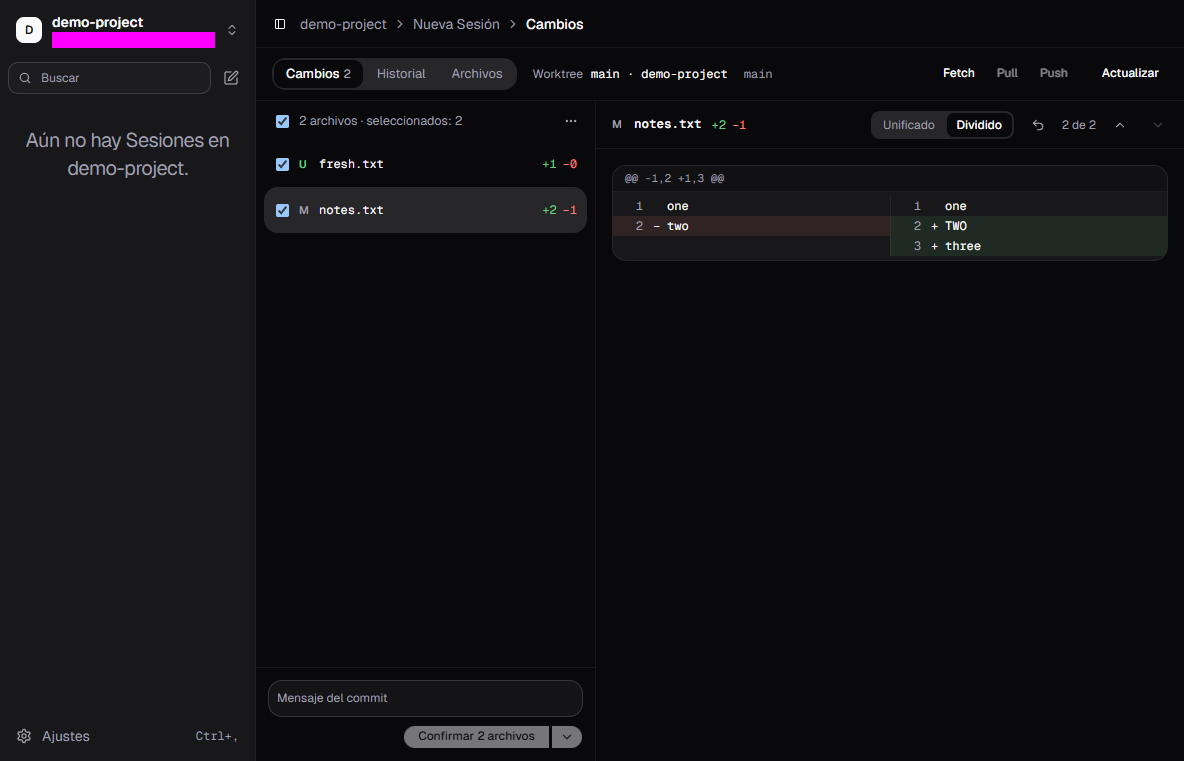 D
demo-project
Buscar
Aún no hay Sesiones en
demo-project.
Ajustes Ctrl+,
demo-project > Nueva Sesión > Cambios
Cambios 2 Historial Archivos Worktree main · demo-project main Fetch Pull Push Actualizar
2 archivos · seleccionados: 2 ...
U fresh.txt +1 −0
M notes.txt +2 −1
Mensaje del commit
Confirmar 2 archivos
M notes.txt +2 −1 Unificado Dividido 2 de 2
@@ -1,2 +1,3 @@
1 one 1 one
2 − two 2 + TWO
3 + three